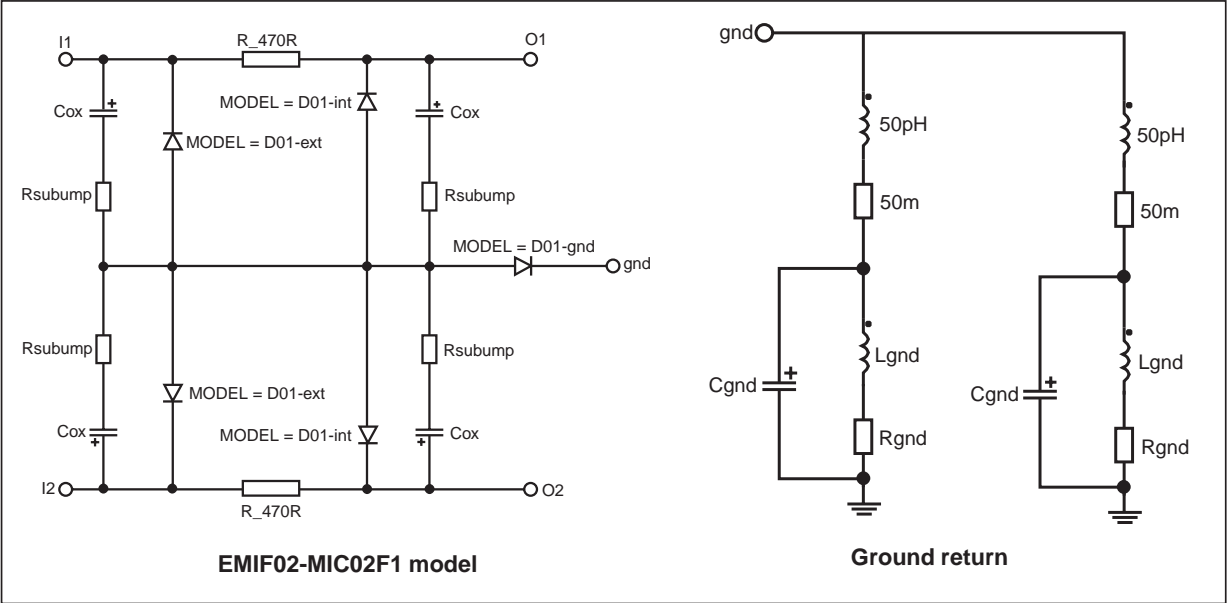 I1
R_470R
O1
Cox
+
MODEL = D01-int
+
Cox
MODEL = D01-ext
Rsubump
Rsubump
MODEL = D01-gnd
gnd
Rsubump
Rsubump
MODEL = D01-ext
Cox
+
MODEL = D01-int
+
Cox
I2
R_470R
O2
EMIF02-MIC02F1 model
gnd
50pH
50pH
50m
50m
Cgnd
+
Lgnd
Rgnd
Cgnd
+
Lgnd
Rgnd
Ground return